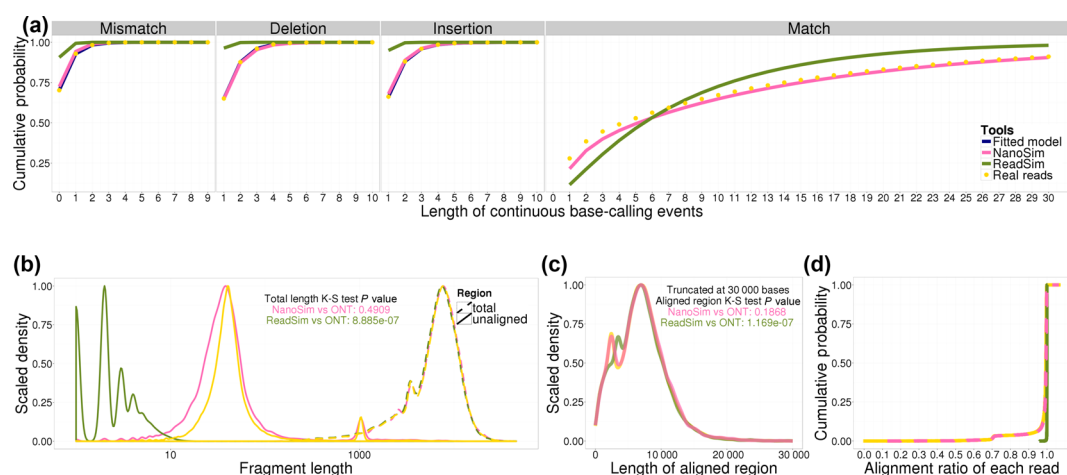 (a)
Mismatch Deletion Insertion Match
Cumulative probability
1.00
0.75
0.50
0.25
0 1 2 3 4 5 6 7 8 9
1 2 3 4 5 6 7 8 9 10
1 2 3 4 5 6 7 8 9 10
0 1 2 3 4 5 6 7 8 9 10 11 12 13 14 15 16 17 18 19 20 21 22 23 24 25 26 27 28 29 30
Length of continuous base-calling events
Tools
Fitted model
NanoSim
ReadSim
Real reads
(b)
Scaled density
1.00
0.75
0.50
0.25
0.00
10 1000
Fragment length
Total length K-S test P value
NanoSim vs ONT: 0.4909
ReadSim vs ONT: 8.885e-07
Region
total
unaligned
(c)
Scaled density
1.00
0.75
0.50
0.25
0.00
0 10 000 20 000 30 000
Length of aligned region
Truncated at 30 000 bases
Aligned region K-S test P value
NanoSim vs ONT: 0.1868
ReadSim vs ONT: 1.169e-07
(d)
Cumulative probability
1.00
0.75
0.50
0.25
0.00
0.0 0.1 0.2 0.3 0.4 0.5 0.6 0.7 0.8 0.9 1.0 1.1
Alignment ratio of each read